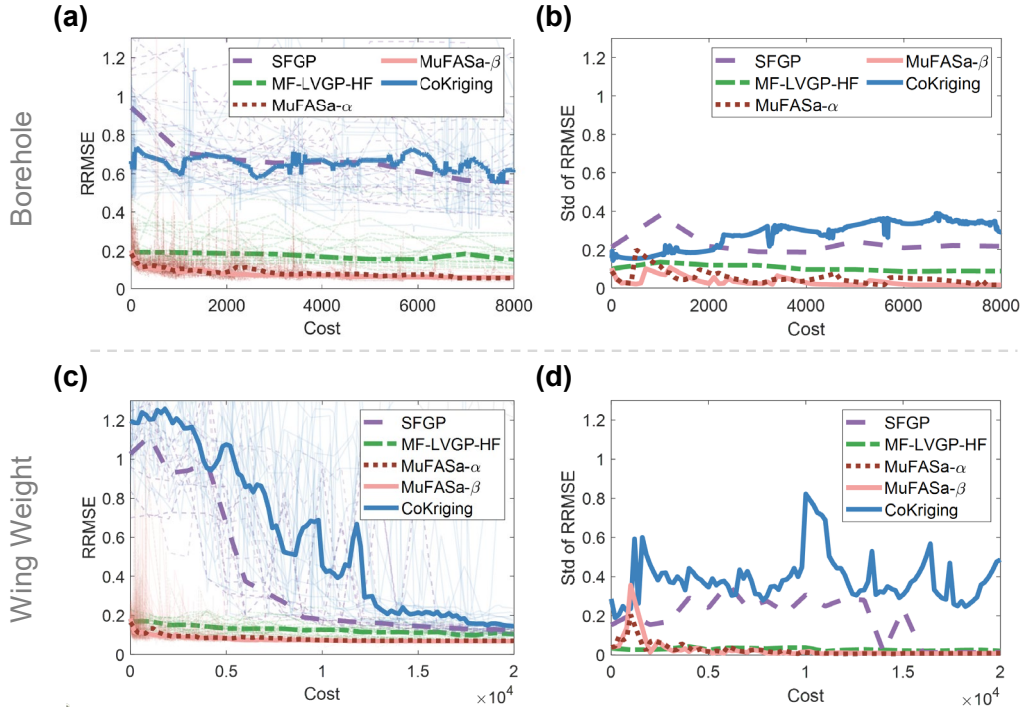 (a)
(b)
Borehole
RRMSE
1.2
1
0.8
0.6
0.4
0.2
0
0
2000
4000
6000
8000
Cost
SFGP
MF-LVGP-HF
MuFASa-α
MuFASa-β
CoKriging
Std of RRMSE
1.2
1
0.8
0.6
0.4
0.2
0
0
2000
4000
6000
8000
Cost
SFGP
MF-LVGP-HF
MuFASa-α
MuFASa-β
CoKriging
(c)
(d)
Wing Weight
RRMSE
1.2
1
0.8
0.6
0.4
0.2
0
0
0.5
1
1.5
2
×10⁴
Cost
SFGP
MF-LVGP-HF
MuFASa-α
MuFASa-β
CoKriging
Std of RRMSE
1.2
1
0.8
0.6
0.4
0.2
0
0
0.5
1
1.5
2
×10⁴
Cost
SFGP
MF-LVGP-HF
MuFASa-α
MuFASa-β
CoKriging